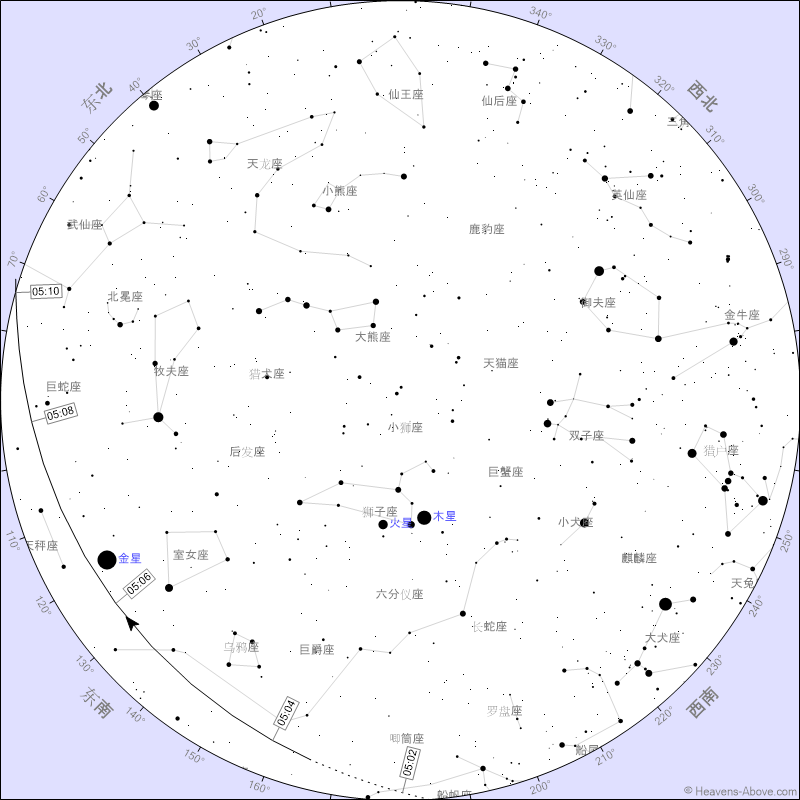 20°
340°
30°
330°
40°
320°
50°
310°
60°
300°
70°
290°
110°
250°
120°
240°
130°
230°
140°
220°
150°
210°
160°
200°
东北
西北
东南
西南
仙王座
仙后座
三角
天龙座
小熊座
英仙座
武仙座
鹿豹座
05:10
北冕座
御夫座
金牛座
大熊座
天猫座
牧夫座
猎犬座
巨蛇座
05:08
小狮座
双子座
后发座
猎户座
巨蟹座
狮子座
火星
木星
小犬座
天秤座
金星
室女座
麒麟座
05:06
天兔
六分仪座
长蛇座
大犬座
乌鸦座
巨爵座
05:04
罗盘座
唧筒座
船尾
05:02
船帆座
© Heavens-Above.com